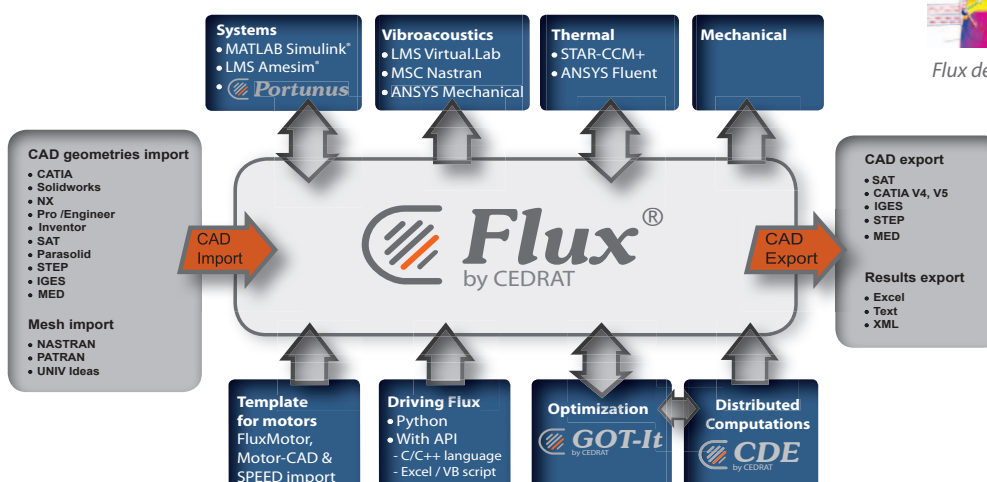 Systems
• MATLAB Simulink®
• LMS Amesim®
• Portunus
Vibroacoustics
• LMS Virtual.Lab
• MSC Nastran
• ANSYS Mechanical
Thermal
• STAR-CCM+
• ANSYS Fluent
Mechanical
Flux de
CAD geometries import
• CATIA
• Solidworks
• NX
• Pro /Engineer
• Inventor
• SAT
• Parasolid
• STEP
• IGES
• MED
Mesh import
• NASTRAN
• PATRAN
• UNIV Ideas
CAD
Import
Flux®
by CEDRAT
CAD
Export
CAD export
• SAT
• CATIA V4, V5
• IGES
• STEP
• MED
Results export
• Excel
• Text
• XML
Template
for motors
FluxMotor,
Motor-CAD &
SPEED import
Driving Flux
• Python
• With API
- C/C++ language
- Excel / VB script
Optimization
GOT-It
by CEDRAT
Distributed
Computations
CDE
by CEDRAT